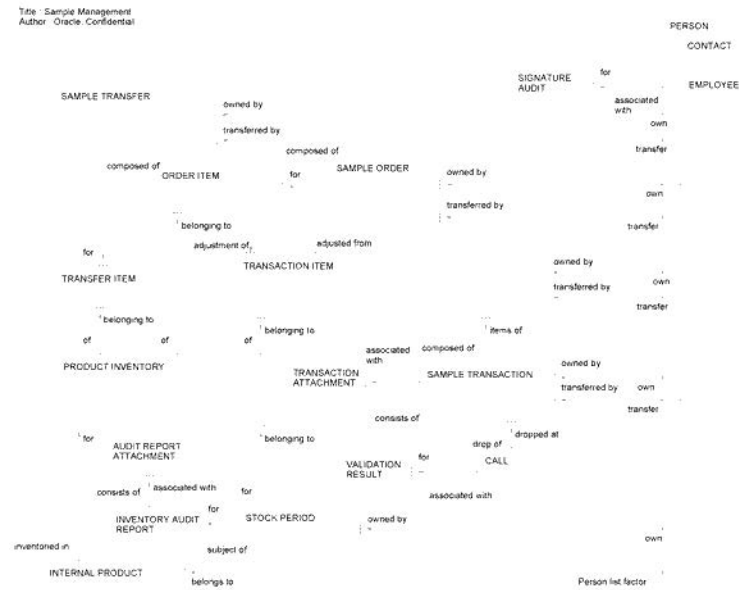 Title : Sample Management
Author : Oracle. Confidential
PERSON
CONTACT
SIGNATURE
AUDIT
for
EMPLOYEE
SAMPLE TRANSFER
owned by
associated
with
own
transferred by
transfer
composed of
composed of
ORDER ITEM
for
SAMPLE ORDER
owned by
own
transferred by
belonging to
transfer
adjustment of
adjusted from
for
TRANSACTION ITEM
owned by
TRANSFER ITEM
transferred by
own
transfer
belonging to
belonging to
items of
of
of
of
associated
with
composed of
PRODUCT INVENTORY
TRANSACTION
ATTACHMENT
SAMPLE TRANSACTION
owned by
transferred by
own
transfer
consists of
for
AUDIT REPORT
ATTACHMENT
belonging to
dropped at
drop of
VALIDATION
RESULT
for
CALL
consists of
associated with
for
associated with
INVENTORY AUDIT
REPORT
for
STOCK PERIOD
owned by
own
inventoried in
subject of
INTERNAL PRODUCT
belongs to
Person list factor